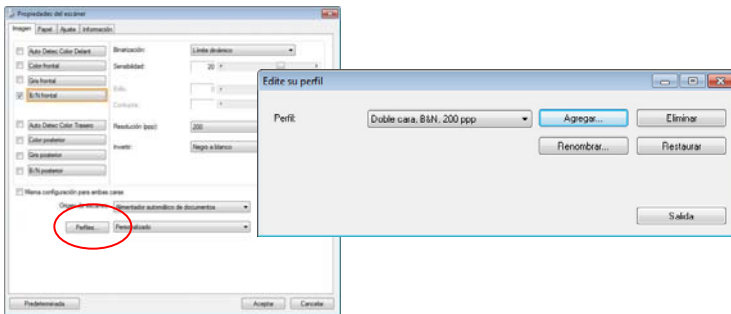 Propiedades del escáner
Imagen Papel Ajuste Información
Auto Detec Color Delant
Color frontal
Gris frontal
B/N frontal
Auto Detec Color Trasero
Color posterior
Gris posterior
B/N posterior
Binarización: Límite dinámico
Sensibilidad: 20
Brillo:
Contraste:
Resolución (ppp): 200
Invertir: Negro a blanco
Misma configuración para ambas caras
Origen de escaneo: Alimentador automático de documentos
Perfiles... Personalizado
Predeterminada Aceptar Cancelar
Edite su perfil
Perfil: Doble cara, B&N, 200 ppp Agregar... Eliminar
Renombrar... Restaurar
Salida